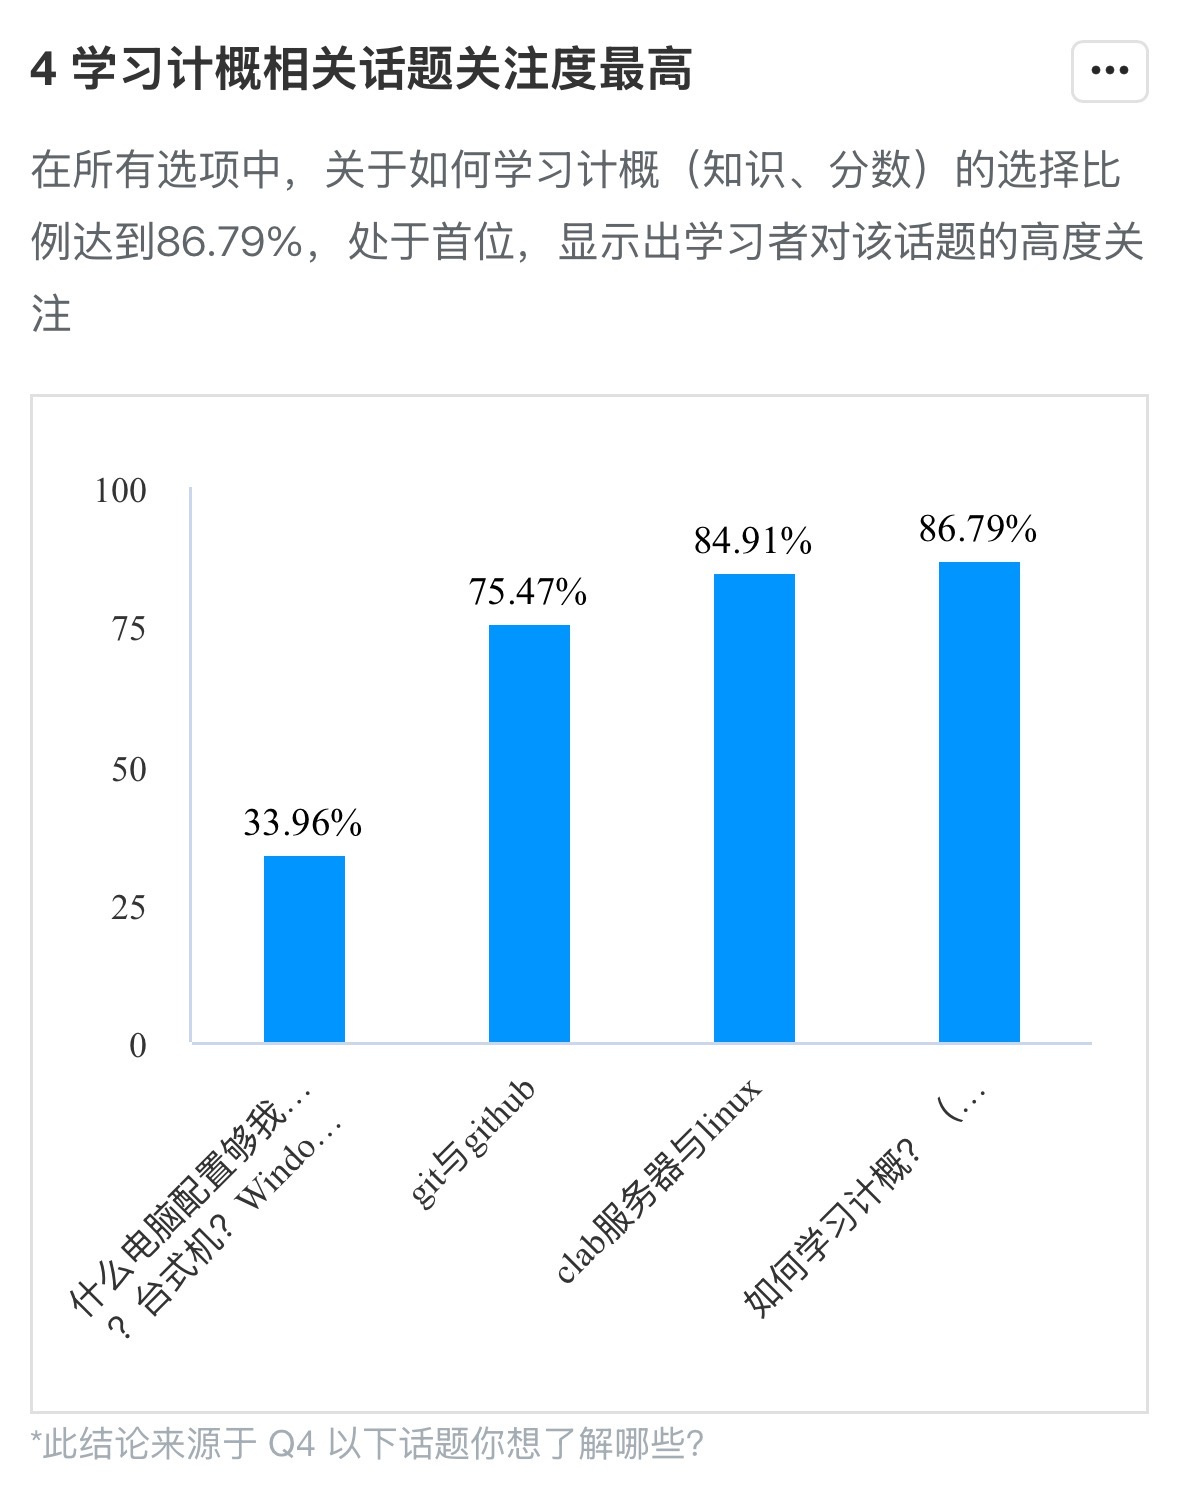 4 学习计概相关话题关注度最高
•••
在所有选项中，关于如何学习计概（知识、分数）的选择比
例达到86.79%，处于首位，显示出学习者对该话题的高度关
注
100
75
50
25
0
33.96%
75.47%
84.91%
86.79%
什么电脑配置够我…
？台式机？Windo…
git与github
clab服务器与linux
如何学习计概？（…
*此结论来源于 Q4 以下话题你想了解哪些?